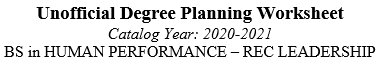 Unofficial Degree Planning Worksheet
Catalog Year: 2020-2021
BS in HUMAN PERFORMANCE – REC LEADERSHIP